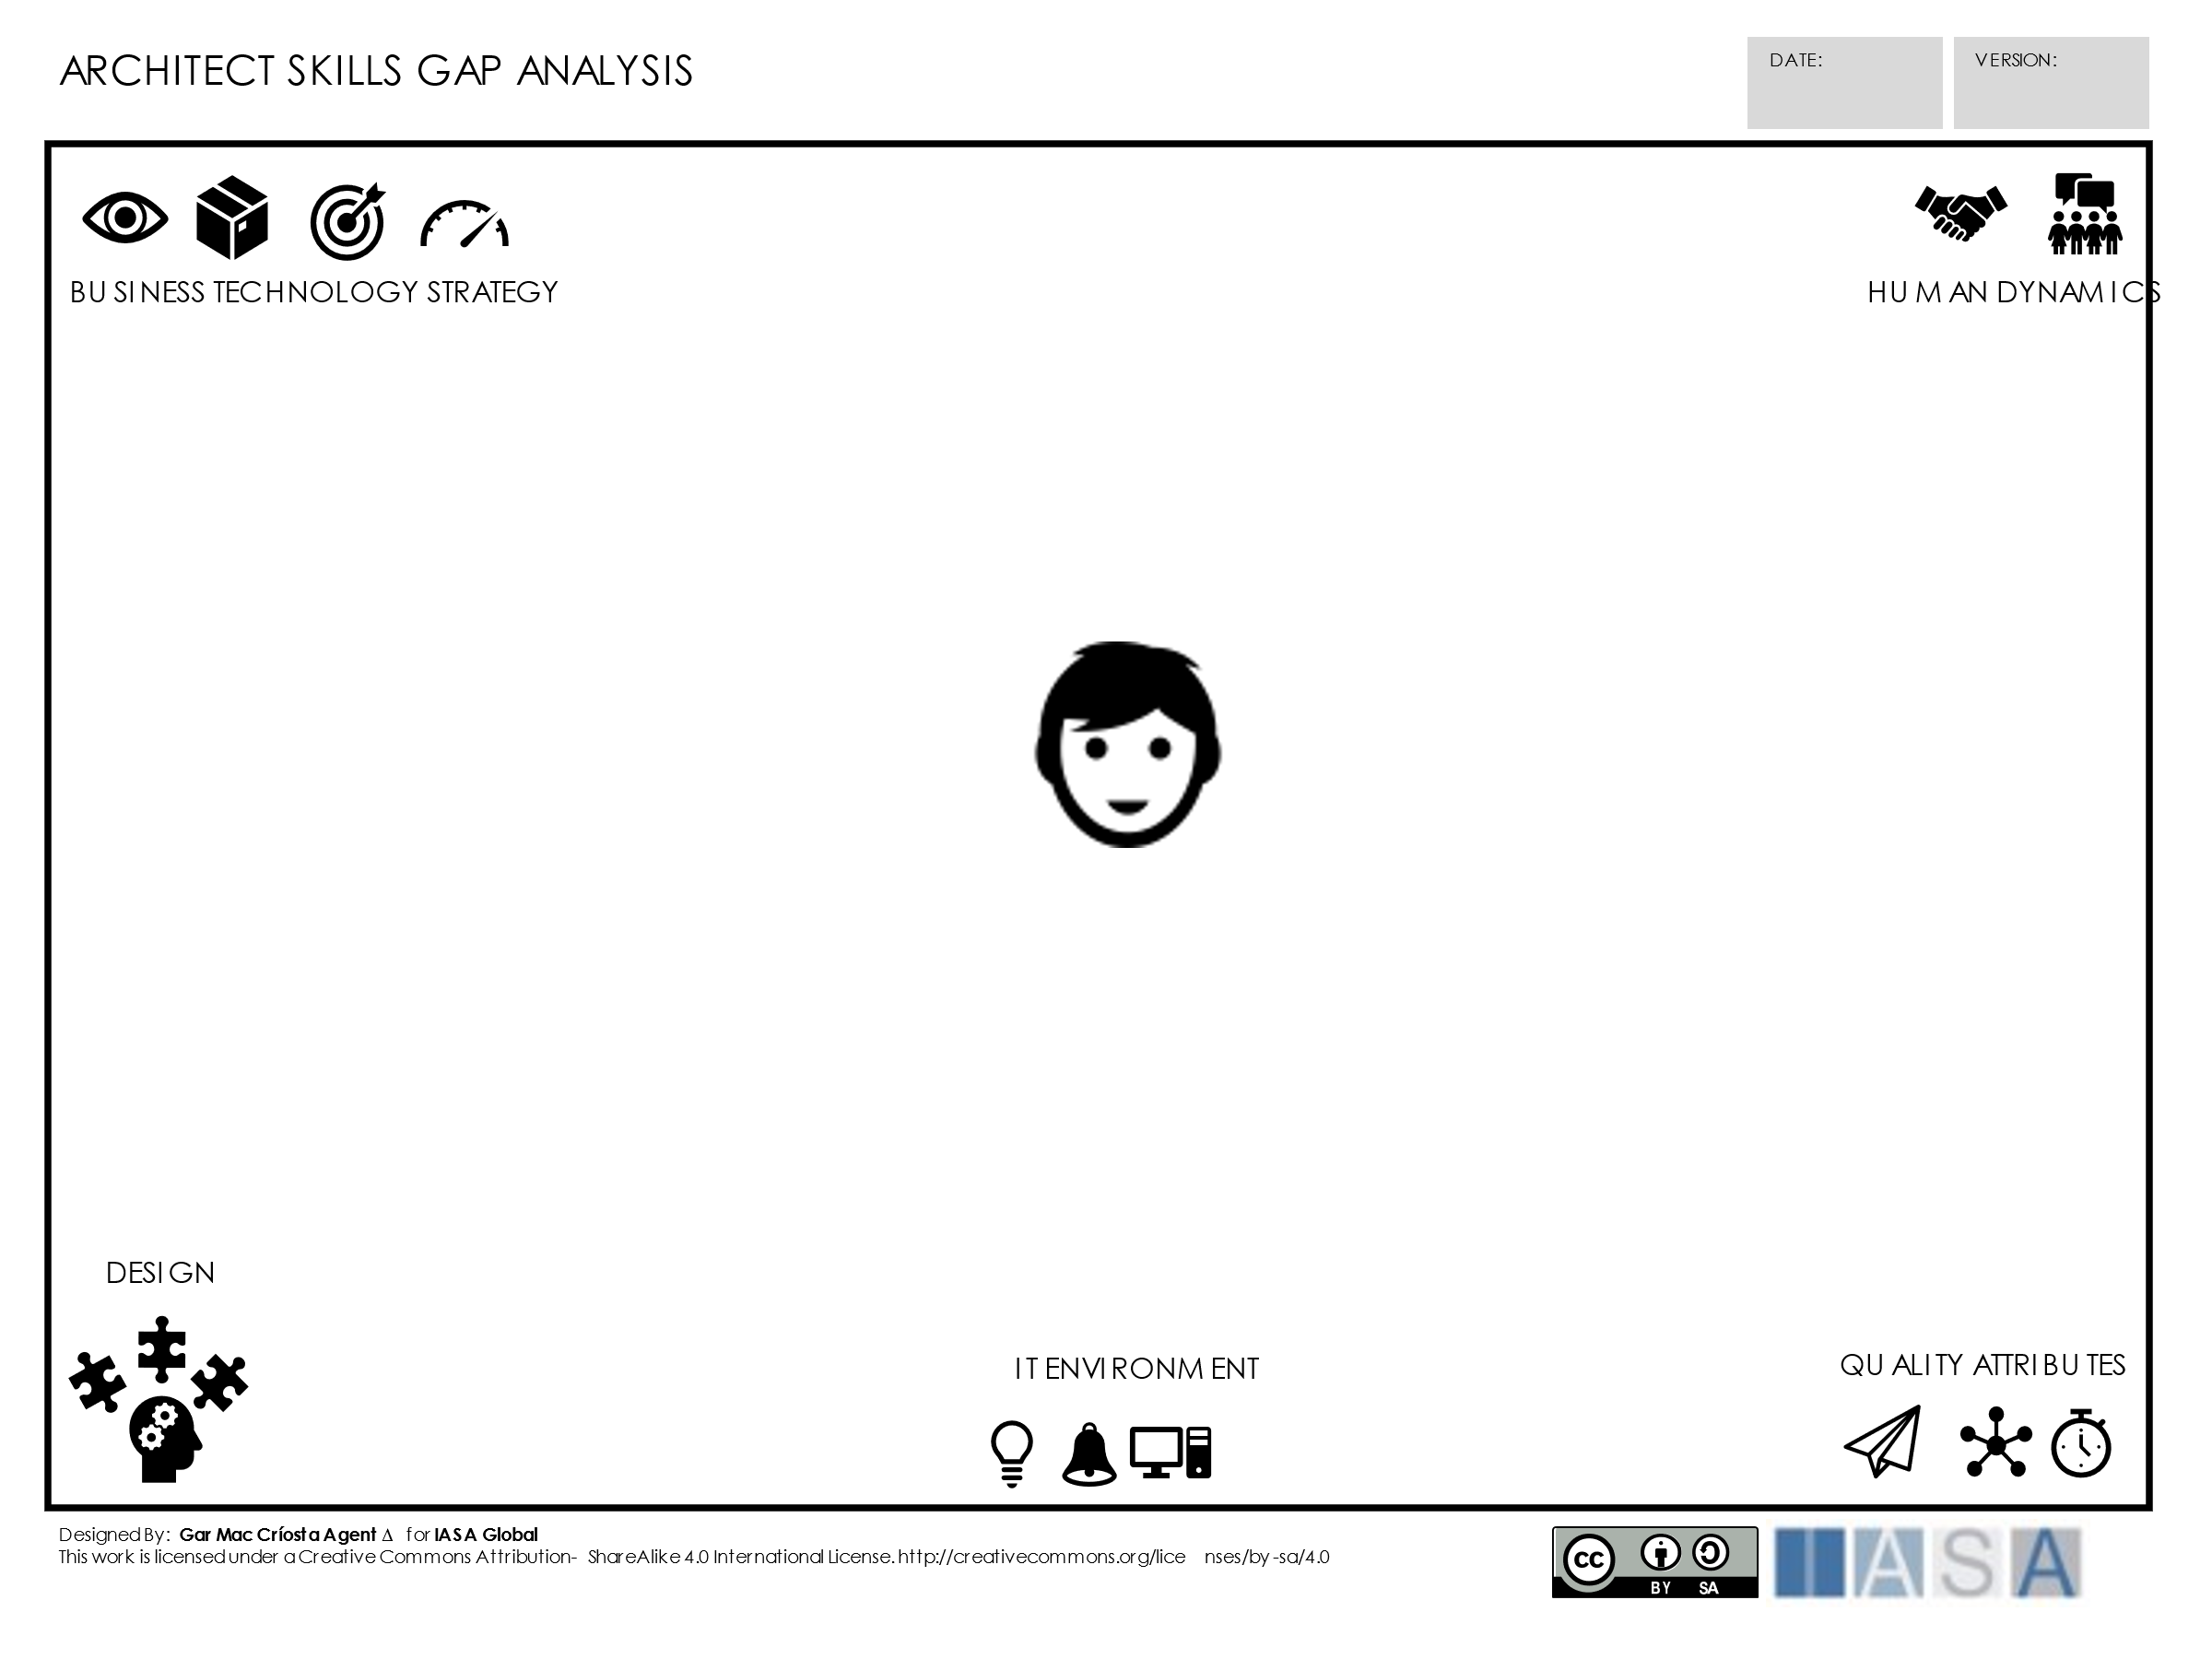 ARCHITECT SKILLS GAP ANALYSIS
DATE:
VERSION:
BUSINESS TECHNOLOGY STRATEGY
HUMAN DYNAMICS
DESIGN
IT ENVIRONMENT
QUALITY ATTRIBUTES
Designed By: Gar Mac Críosta Agent Δ for IASA Global
This work is licensed under a Creative Commons Attribution- ShareAlike 4.0 International License. http://creativecommons.org/lice nses/by-sa/4.0
cc
BY SA
IASA